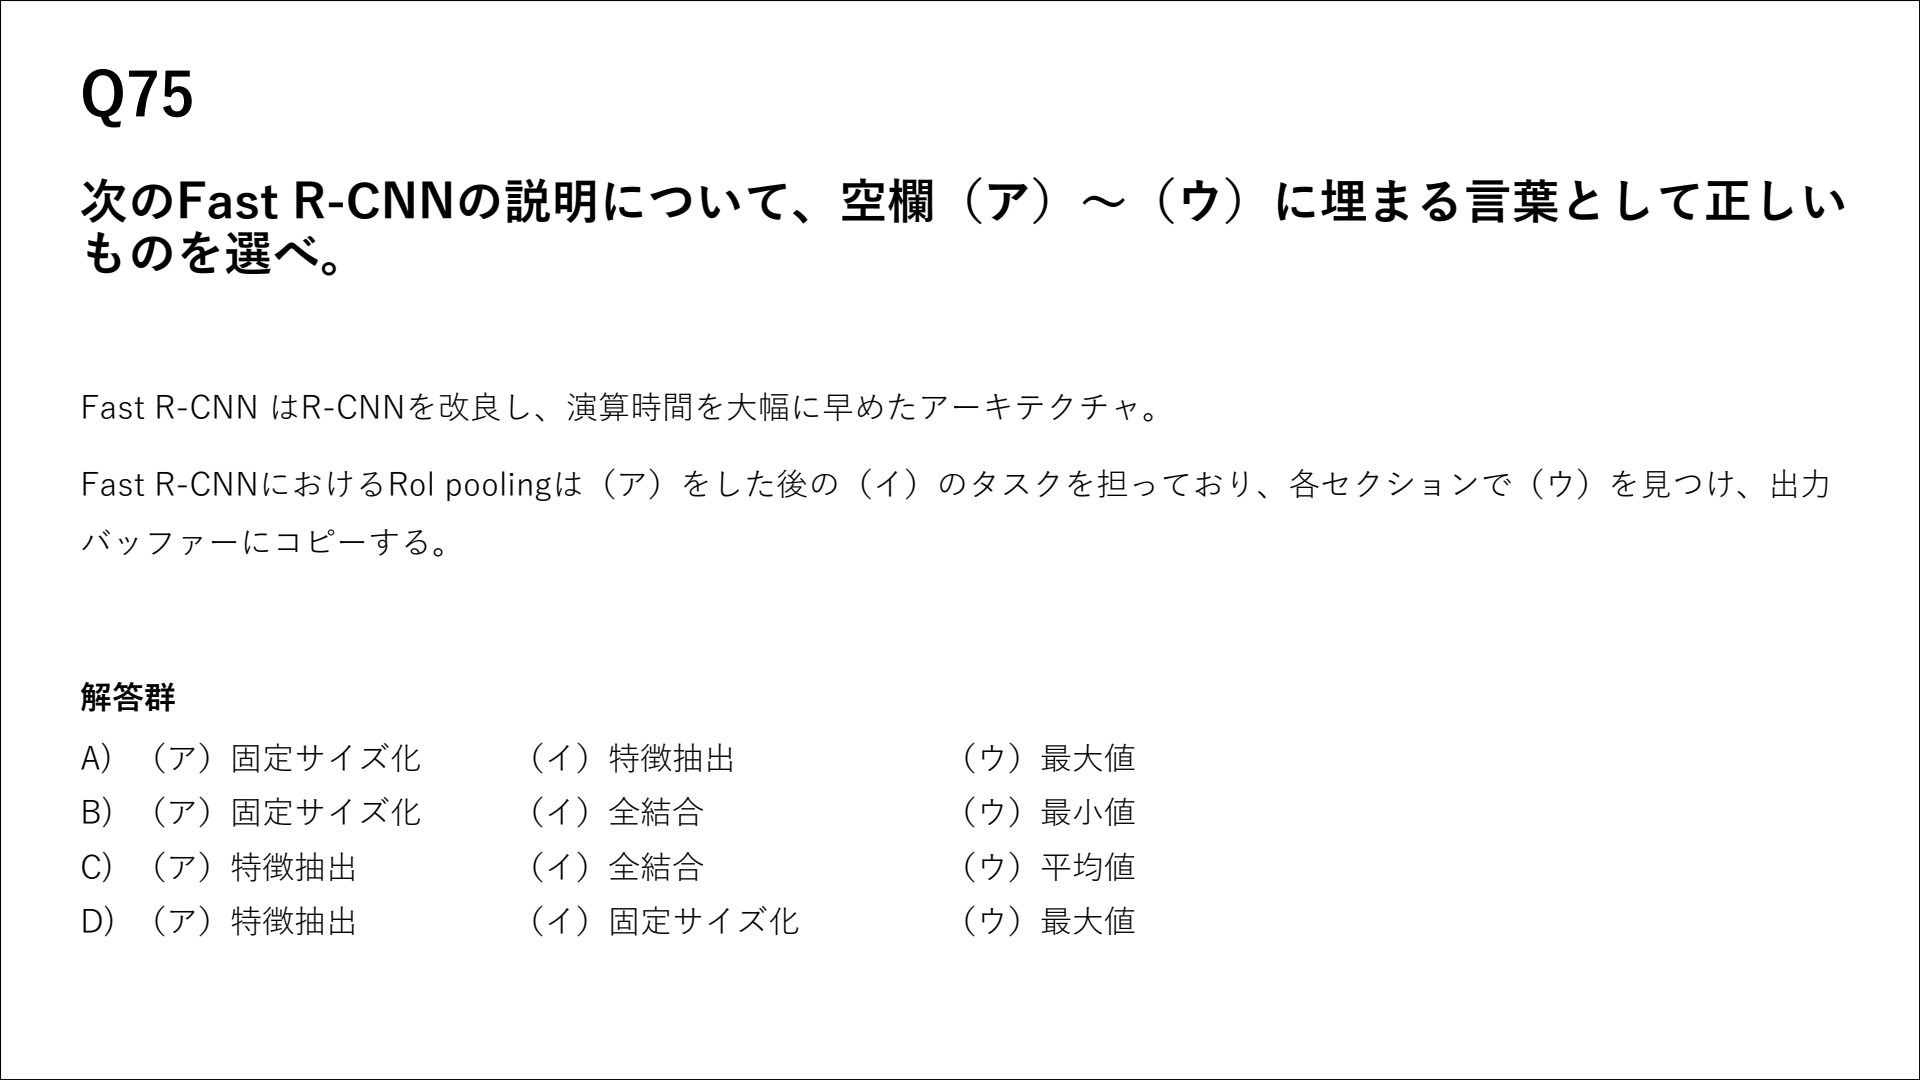 Q75
次のFast R-CNNの説明について、空欄（ア）～（ウ）に埋まる言葉として正しい
ものを選べ。
Fast R-CNN はR-CNNを改良し、演算時間を大幅に早めたアーキテクチャ。
Fast R-CNNにおけるRoI poolingは（ア）をした後の（イ）のタスクを担っており、各セクションで（ウ）を見つけ、出力
バッファーにコピーする。
解答群
A) （ア）固定サイズ化 （イ）特徴抽出 （ウ）最大値
B) （ア）固定サイズ化 （イ）全結合 （ウ）最小値
C) （ア）特徴抽出 （イ）全結合 （ウ）平均値
D) （ア）特徴抽出 （イ）固定サイズ化 （ウ）最大値